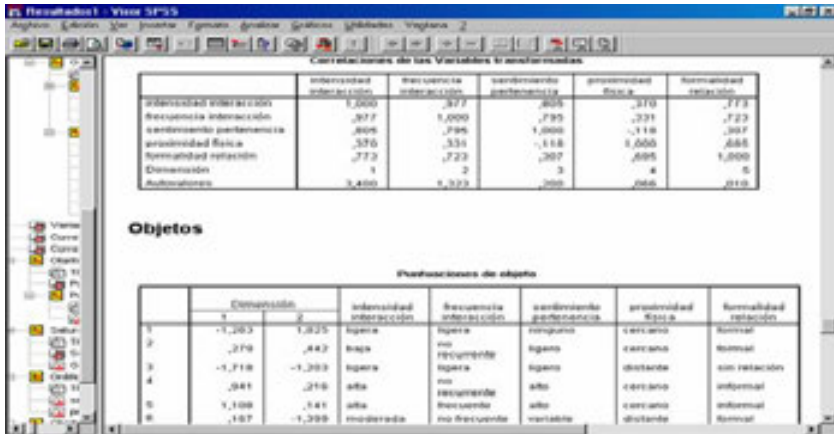 Resultados1 - Visor SPSS
Archivo Edición Ver Insertar Formato Analizar Gráficos Utilidades Ventana ?
Correlaciones de las Variables transformadas
intensidad interacción frecuencia interacción sentimiento pertenencia proximidad física formalidad relación
intensidad interacción 1,000 ,977 ,805 ,370 ,773
frecuencia interacción ,977 1,000 ,795 ,331 ,723
sentimiento pertenencia ,805 ,795 1,000 -,118 ,307
proximidad física ,370 ,331 -,118 1,000 ,685
formalidad relación ,773 ,723 ,307 ,685 1,000
Dimensión 1 2 3 4 5
Autovalores 3,400 1,323 ,200 ,066 ,010
Objetos
Puntuaciones de objeto
Dimensión
1 2 intensidad interacción frecuencia interacción sentimiento pertenencia proximidad física formalidad relación
1 -1,283 1,825 ligera ligera ninguno cercano formal
2 ,270 ,442 baja no recurrente ligero cercano formal
3 -1,718 -1,203 ligera ligera ligero distante sin relación
4 ,941 ,216 alta no recurrente alto cercano informal
5 1,108 ,141 alta frecuente alto cercano informal
6 ,187 -1,399 moderada no frecuente variable distante formal